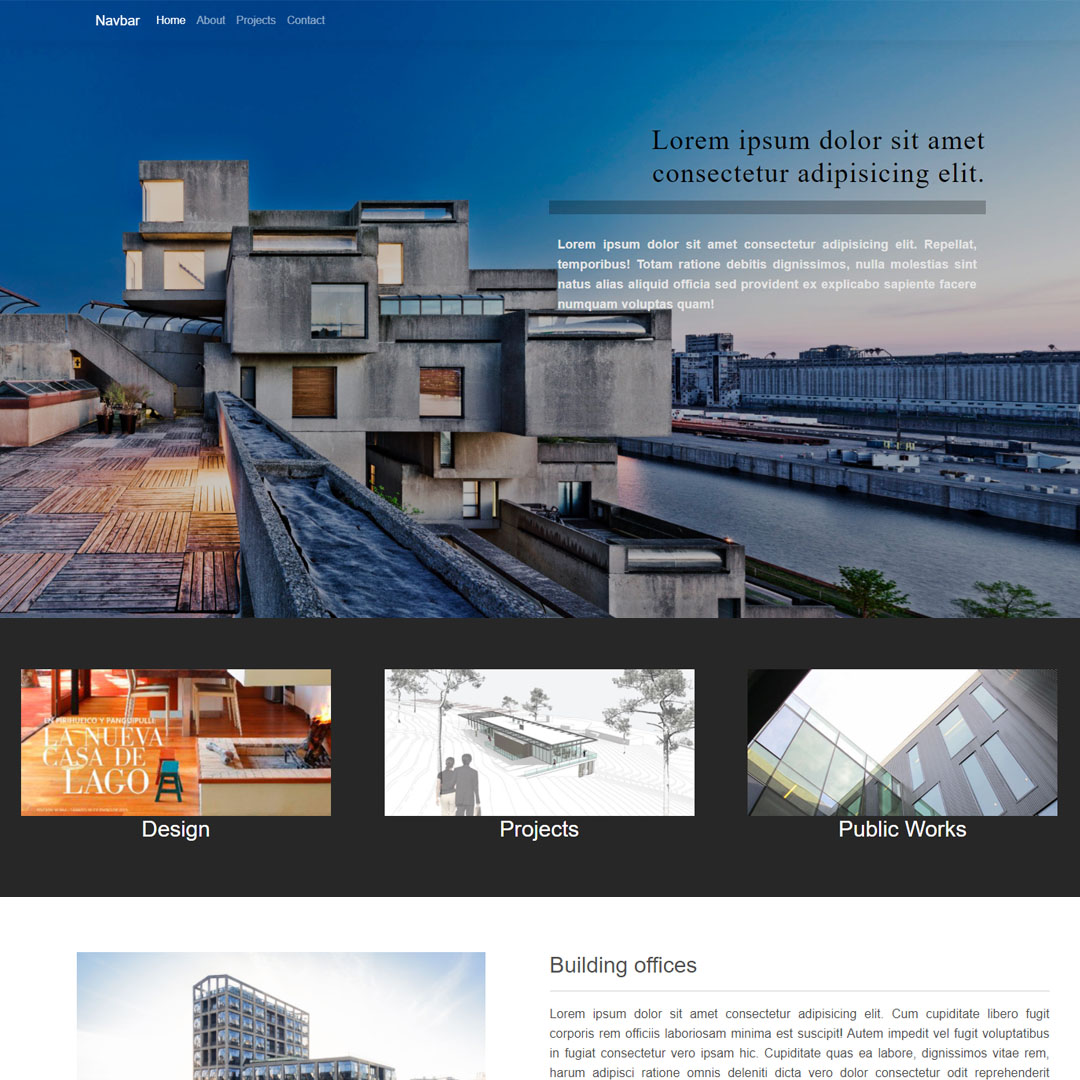 Navbar Home About Projects Contact
Lorem ipsum dolor sit amet
consectetur adipisicing elit.
Lorem ipsum dolor sit amet consectetur adipisicing elit. Repellat,
temporibus! Totam ratione debitis dignissimos, nulla molestias sint
natus alias aliquid officia sed provident ex explicabo sapiente facere
numquam voluptas quam!
EN PIRIHUEICO Y PANGUIPULLI
LA NUEVA
CASA DE
LAGO
Design
Projects
Public Works
Building offices
Lorem ipsum dolor sit amet consectetur adipisicing elit. Cum cupiditate libero fugit
corporis rem officiis laboriosam minima est suscipit! Autem impedit vel fugit voluptatibus
in fugiat consectetur vero ipsam hic. Cupiditate quas ea labore, dignissimos vitae rem,
harum adipisci ratione omnis deleniti dicta vero dolor consectetur odit reprehenderit